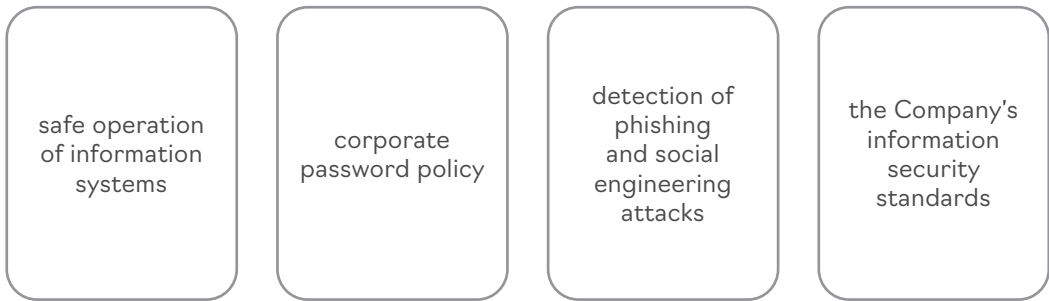 safe operation
of information
systems
corporate
password policy
detection of
phishing
and social
engineering
attacks
the Company's
information
security
standards